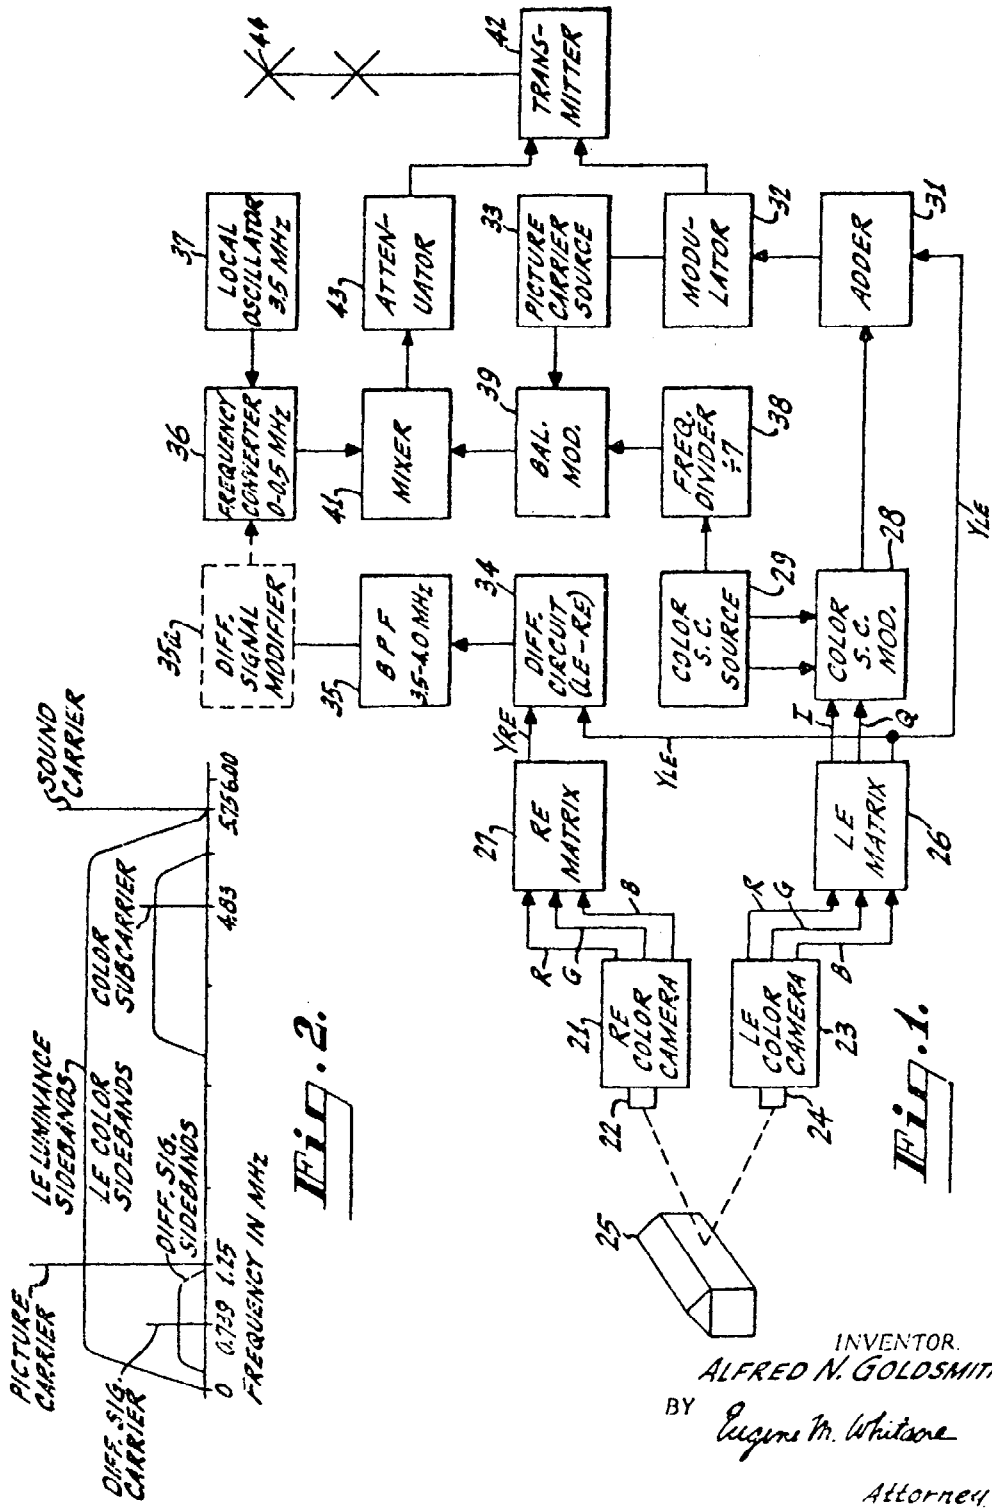 PICTURE
CARRIER
LE LUMINANCE
SIDEBANDS
LE COLOR
SIDEBANDS
COLOR
SUBCARRIER
SOUND
CARRIER
DIFF. SIG.
CARRIER
DIFF. SIG.
SIDEBANDS
0 0.739 1.25 4.83 5.75 6.00
FREQUENCY IN MHz
Fig. 2.
35a
DIFF.
SIGNAL
MODIFIER
36
FREQUENCY
CONVERTER
0-0.5 MHz
37
LOCAL
OSCILLATOR
3.5 MHz
44
35
B P F
3.5-4.0 MHz
41
MIXER
43
ATTEN-
UATOR
27
RE
MATRIX
YRE
34
DIFF.
CIRCUIT
(LE-RE)
39
BAL.
MOD.
33
PICTURE
CARRIER
SOURCE
42
TRANS-
MITTER
R
G
B
21
RE
COLOR
CAMERA
22
YLE
COLOR
S.C.
SOURCE
29
FREQ.
DIVIDER
÷7
38
MODU-
LATOR
32
25
LE
COLOR
CAMERA
23
24
R
G
B
LE
MATRIX
26
I
Q
COLOR
S.C.
MOD.
28
ADDER
31
YLE
Fig. 1.
INVENTOR.
ALFRED N. GOLDSMITH
BY
Eugene M. Whitacre
Attorney.